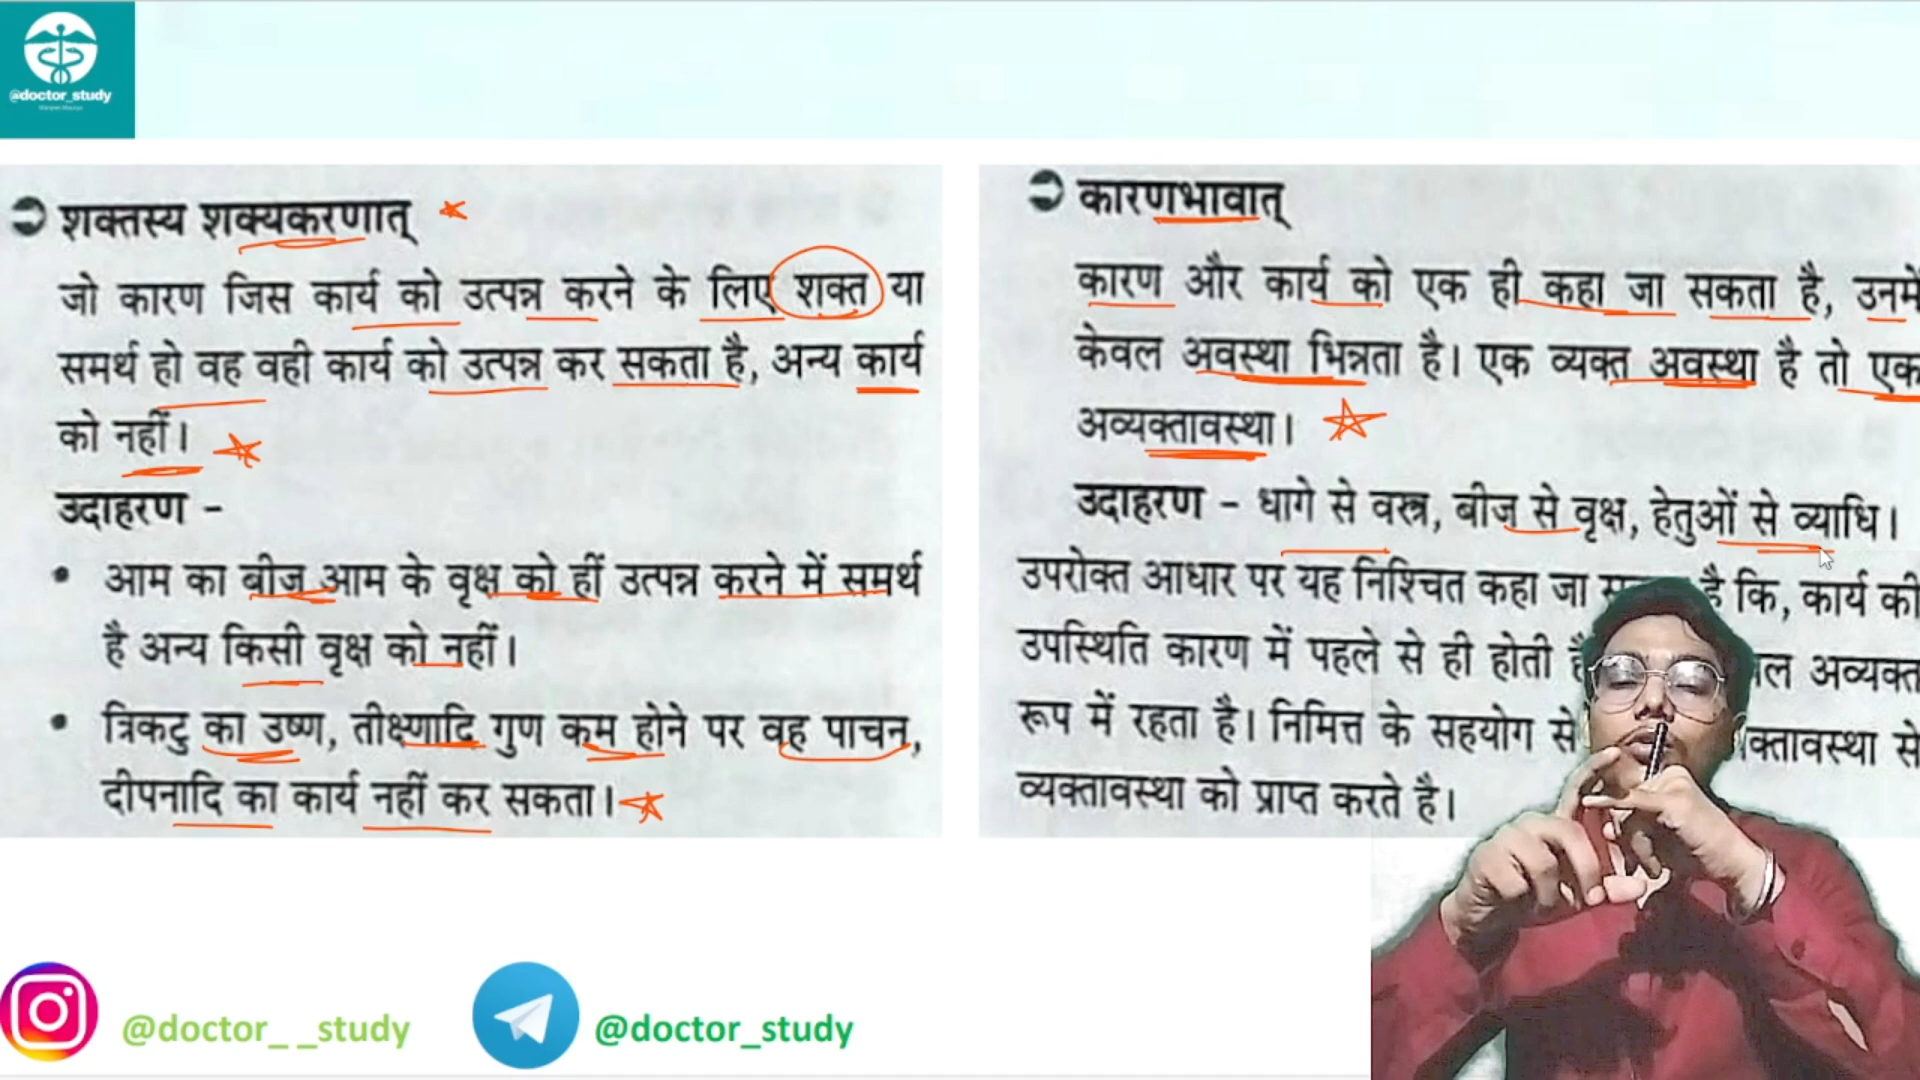 @doctor_study
➲ शक्तस्य शक्यकरणात्
जो कारण जिस कार्य को उत्पन्न करने के लिए शक्त या
समर्थ हो वह वही कार्य को उत्पन्न कर सकता है, अन्य कार्य
को नहीं।
उदाहरण -
• आम का बीज आम के वृक्ष को हीं उत्पन्न करने में समर्थ
है अन्य किसी वृक्ष को नहीं।
• त्रिकटु का उष्ण, तीक्ष्णादि गुण कम होने पर वह पाचन,
दीपनादि का कार्य नहीं कर सकता।
➲ कारणभावात्
कारण और कार्य को एक ही कहा जा सकता है, उनमें
केवल अवस्था भिन्नता है। एक व्यक्त अवस्था है तो एक
अव्यक्तावस्था।
उदाहरण - धागे से वस्त्र, बीज से वृक्ष, हेतुओं से व्याधि।
उपरोक्त आधार पर यह निश्चित कहा जा है कि, कार्य की
उपस्थिति कारण में पहले से ही होती अव्यक्त
रूप में रहता है। निमित्त के सहयोग से से
व्यक्तावस्था को प्राप्त करते है।
@doctor_ _study
@doctor_study